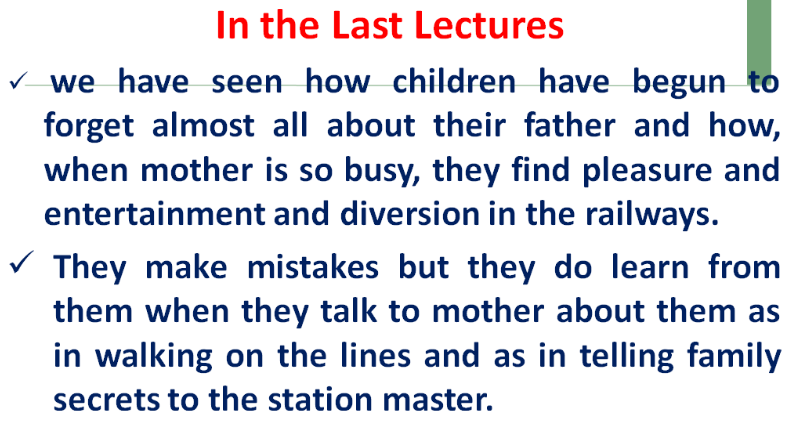 In the Last Lectures
✓ we have seen how children have begun to
forget almost all about their father and how,
when mother is so busy, they find pleasure and
entertainment and diversion in the railways.
✓ They make mistakes but they do learn from
them when they talk to mother about them as
in walking on the lines and as in telling family
secrets to the station master.